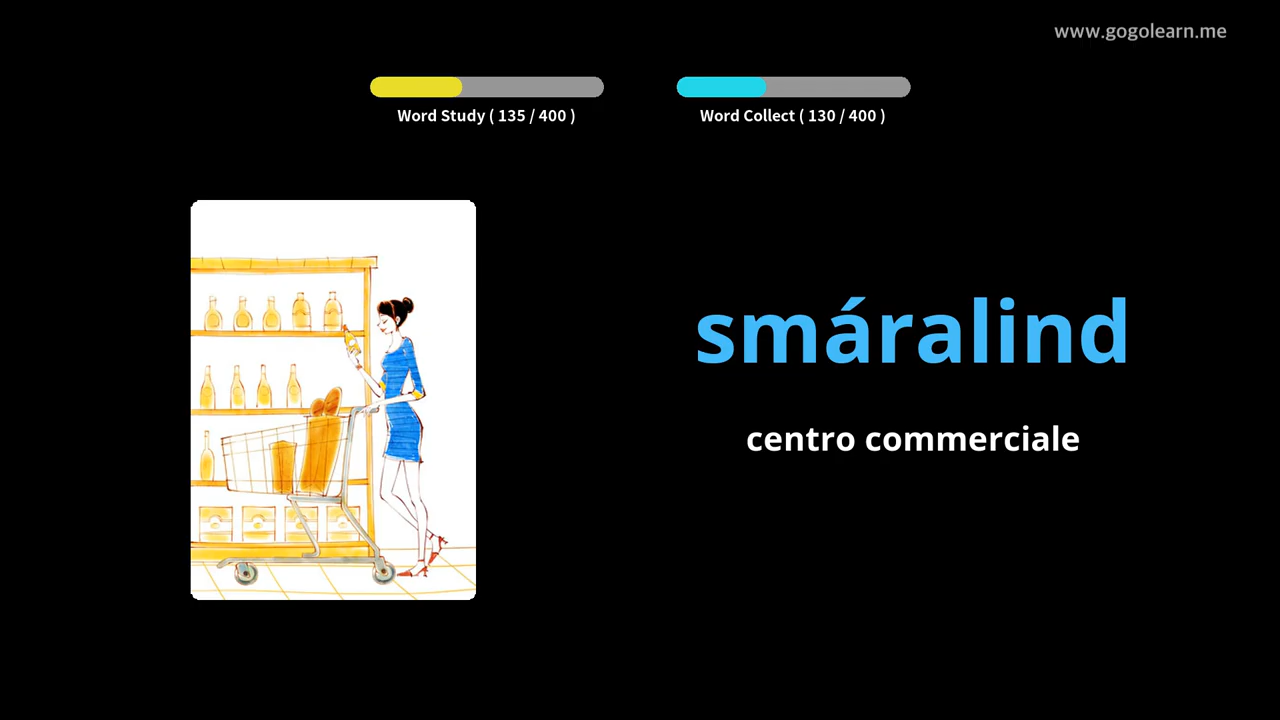 www.gogolearn.me
Word Study ( 135 / 400 )
Word Collect ( 130 / 400 )
smáralind
centro commerciale